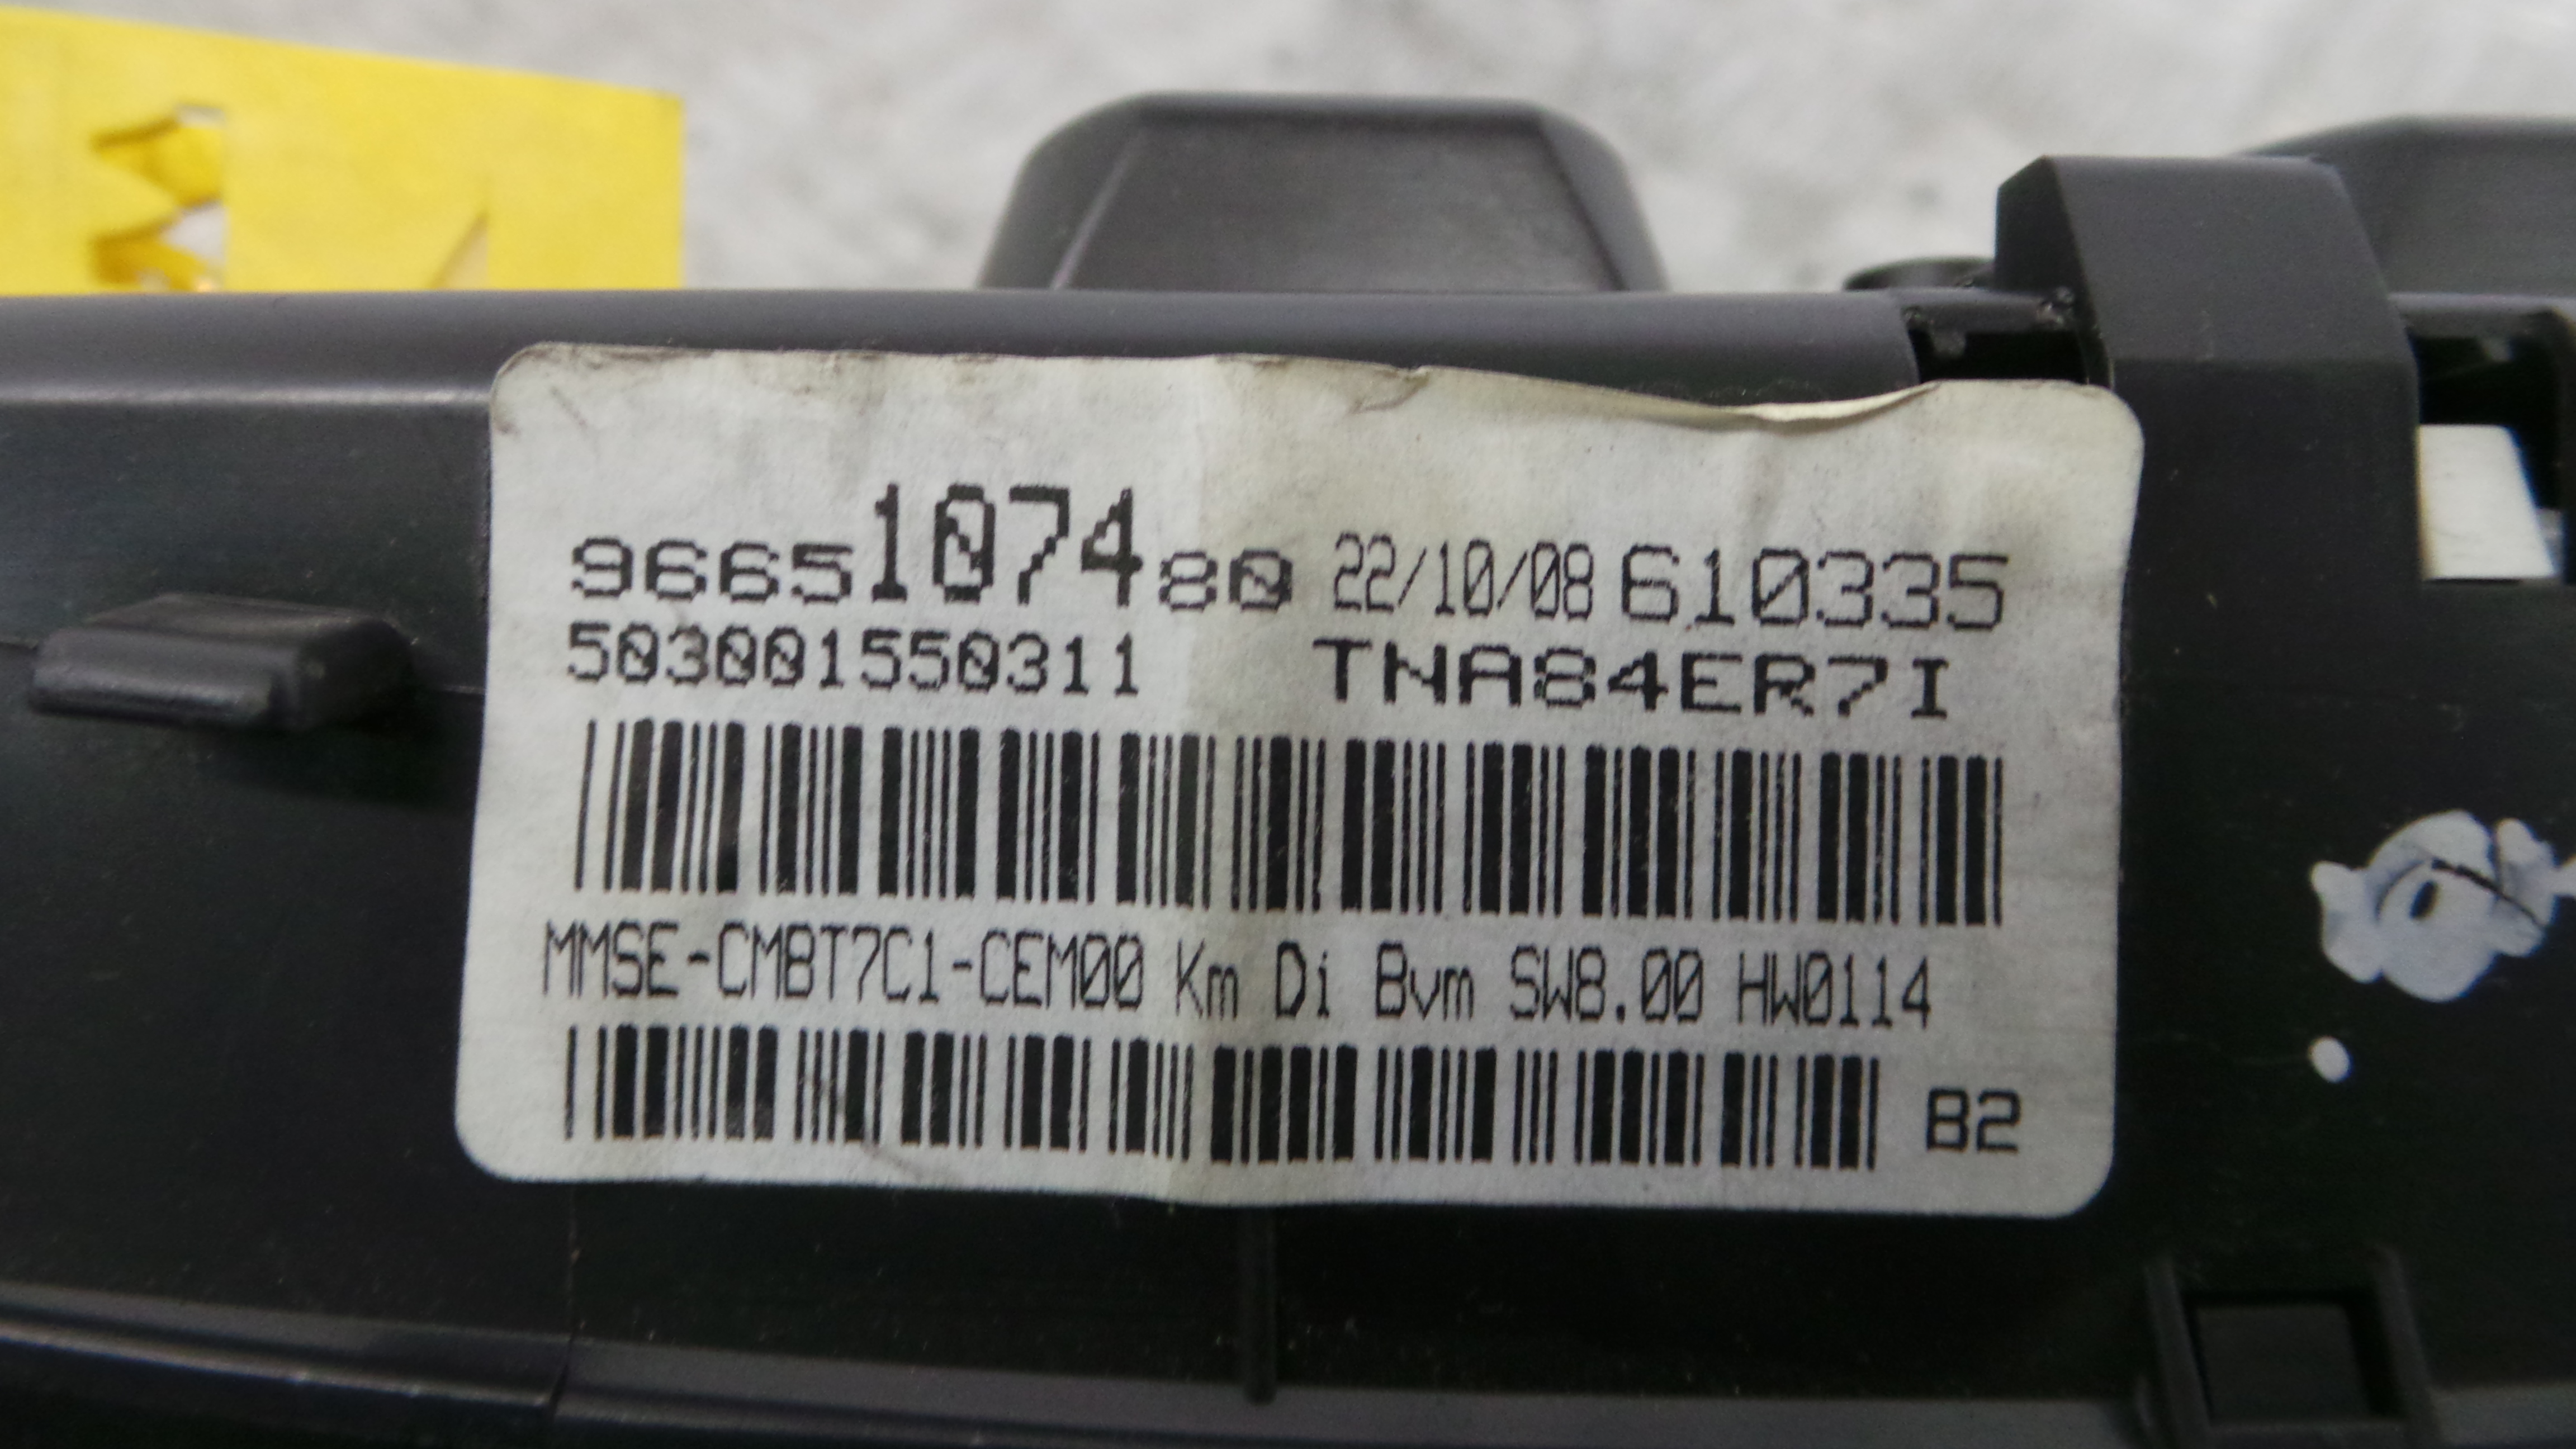 9665107480 22/10/08 610335
503001550311 TNA84ER7I
MMSE-CMBT7C1-CEM00 Km Di Bvm SW8.00 HW0114
B2